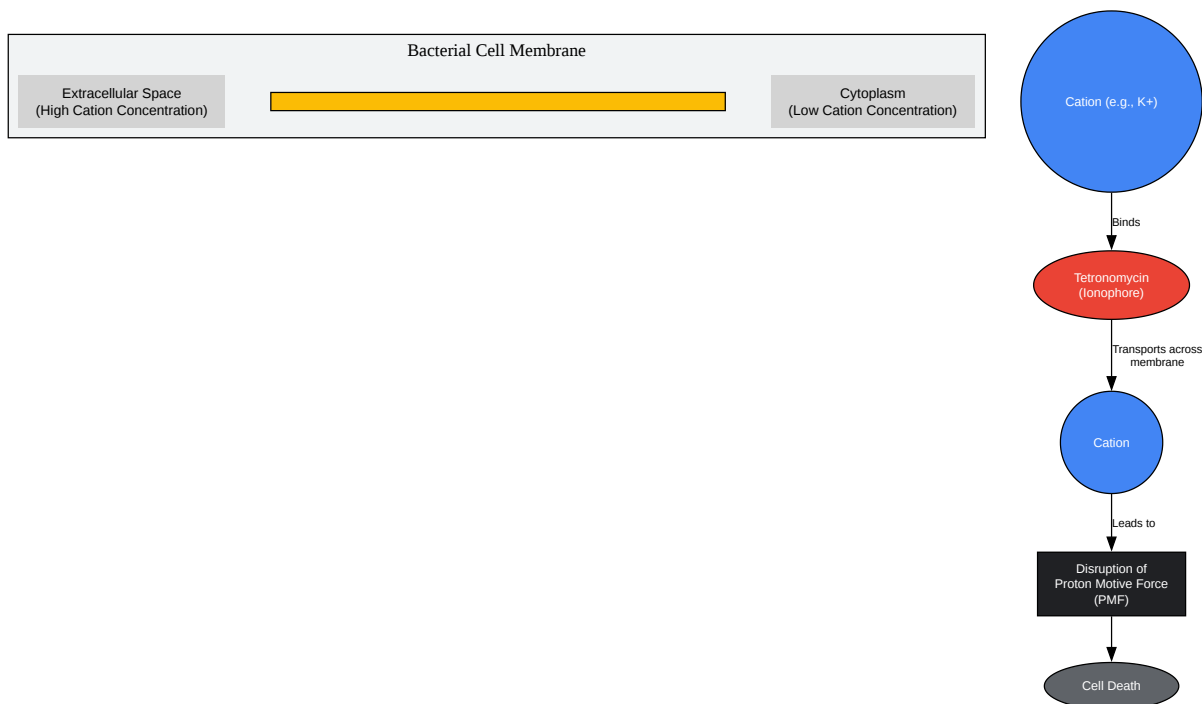 Bacterial Cell Membrane
Extracellular Space
(High Cation Concentration)
Cytoplasm
(Low Cation Concentration)
Cation (e.g., K+)
Binds
Tetronomycin
(Ionophore)
Transports across
membrane
Cation
Leads to
Disruption of
Proton Motive Force
(PMF)
Cell Death